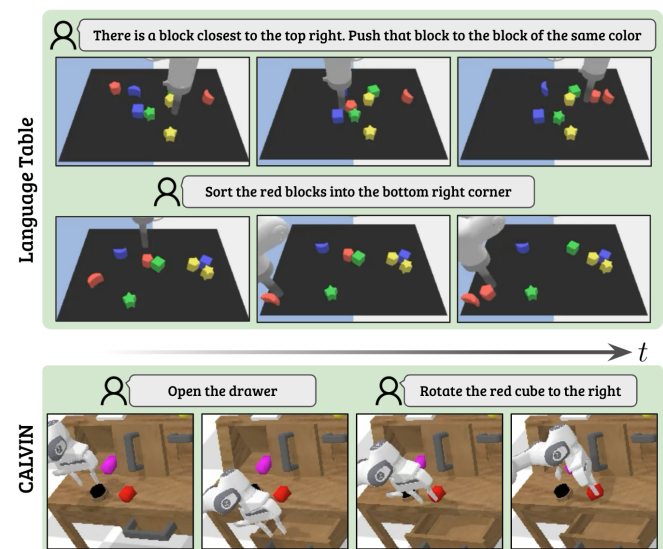 There is a block closest to the top right. Push that block to the block of the same color
Language Table
Sort the red blocks into the bottom right corner
t
Open the drawer
Rotate the red cube to the right
CALVIN